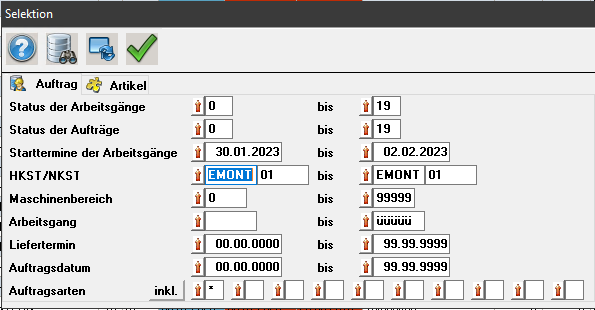 Selektion
Auftrag Artikel
Status der Arbeitsgänge 0 bis 19
Status der Aufträge 0 bis 19
Starttermine der Arbeitsgänge 30.01.2023 bis 02.02.2023
HKST/NKST EMONT 01 bis EMONT 01
Maschinenbereich 0 bis 99999
Arbeitsgang bis üüüüü
Liefertermin 00.00.0000 bis 99.99.9999
Auftragsdatum 00.00.0000 bis 99.99.9999
Auftragsarten inkl. *